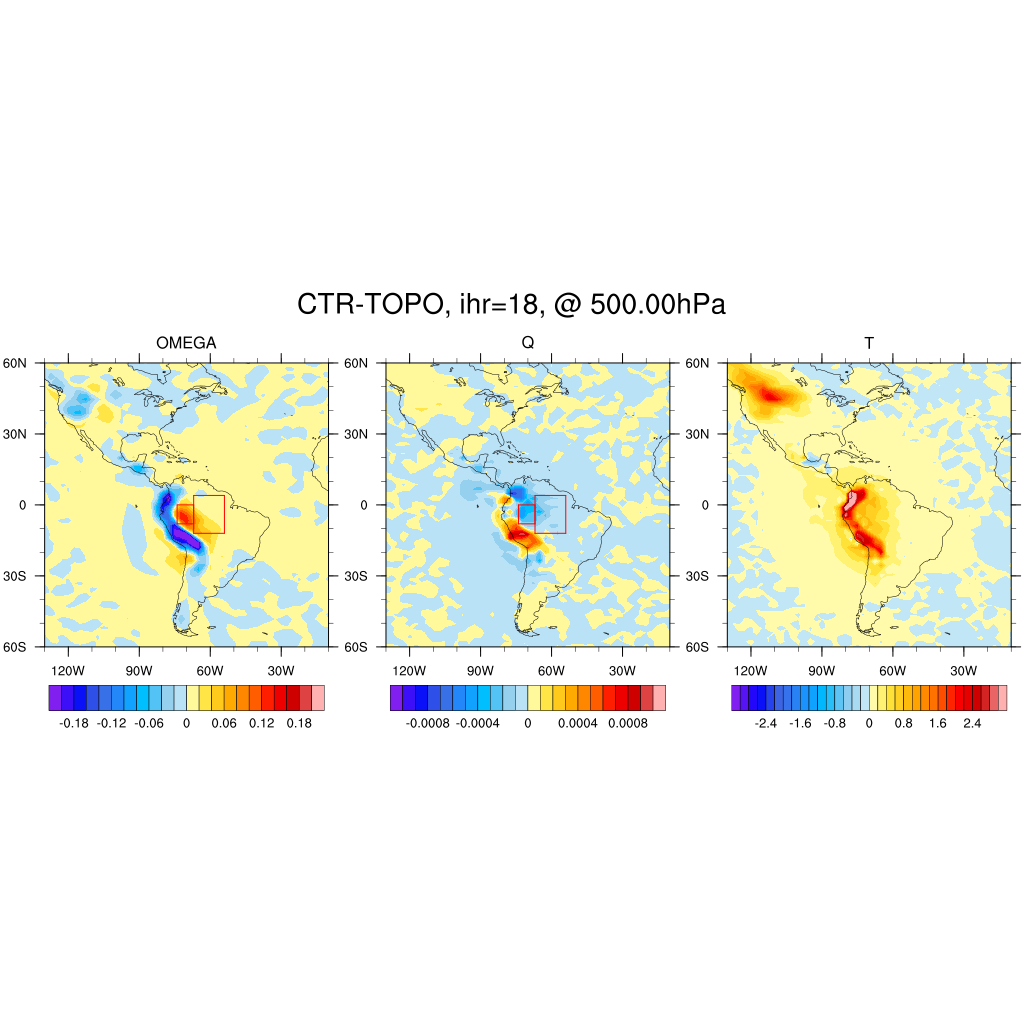 CTR-TOPO, ihr=18, @ 500.00hPa
OMEGA
60N
30N
0
30S
60S
120W 90W 60W 30W
-0.18 -0.12 -0.06 0 0.06 0.12 0.18
Q
60N
30N
0
30S
60S
120W 90W 60W 30W
-0.0008 -0.0004 0 0.0004 0.0008
T
60N
30N
0
30S
60S
120W 90W 60W 30W
-2.4 -1.6 -0.8 0 0.8 1.6 2.4